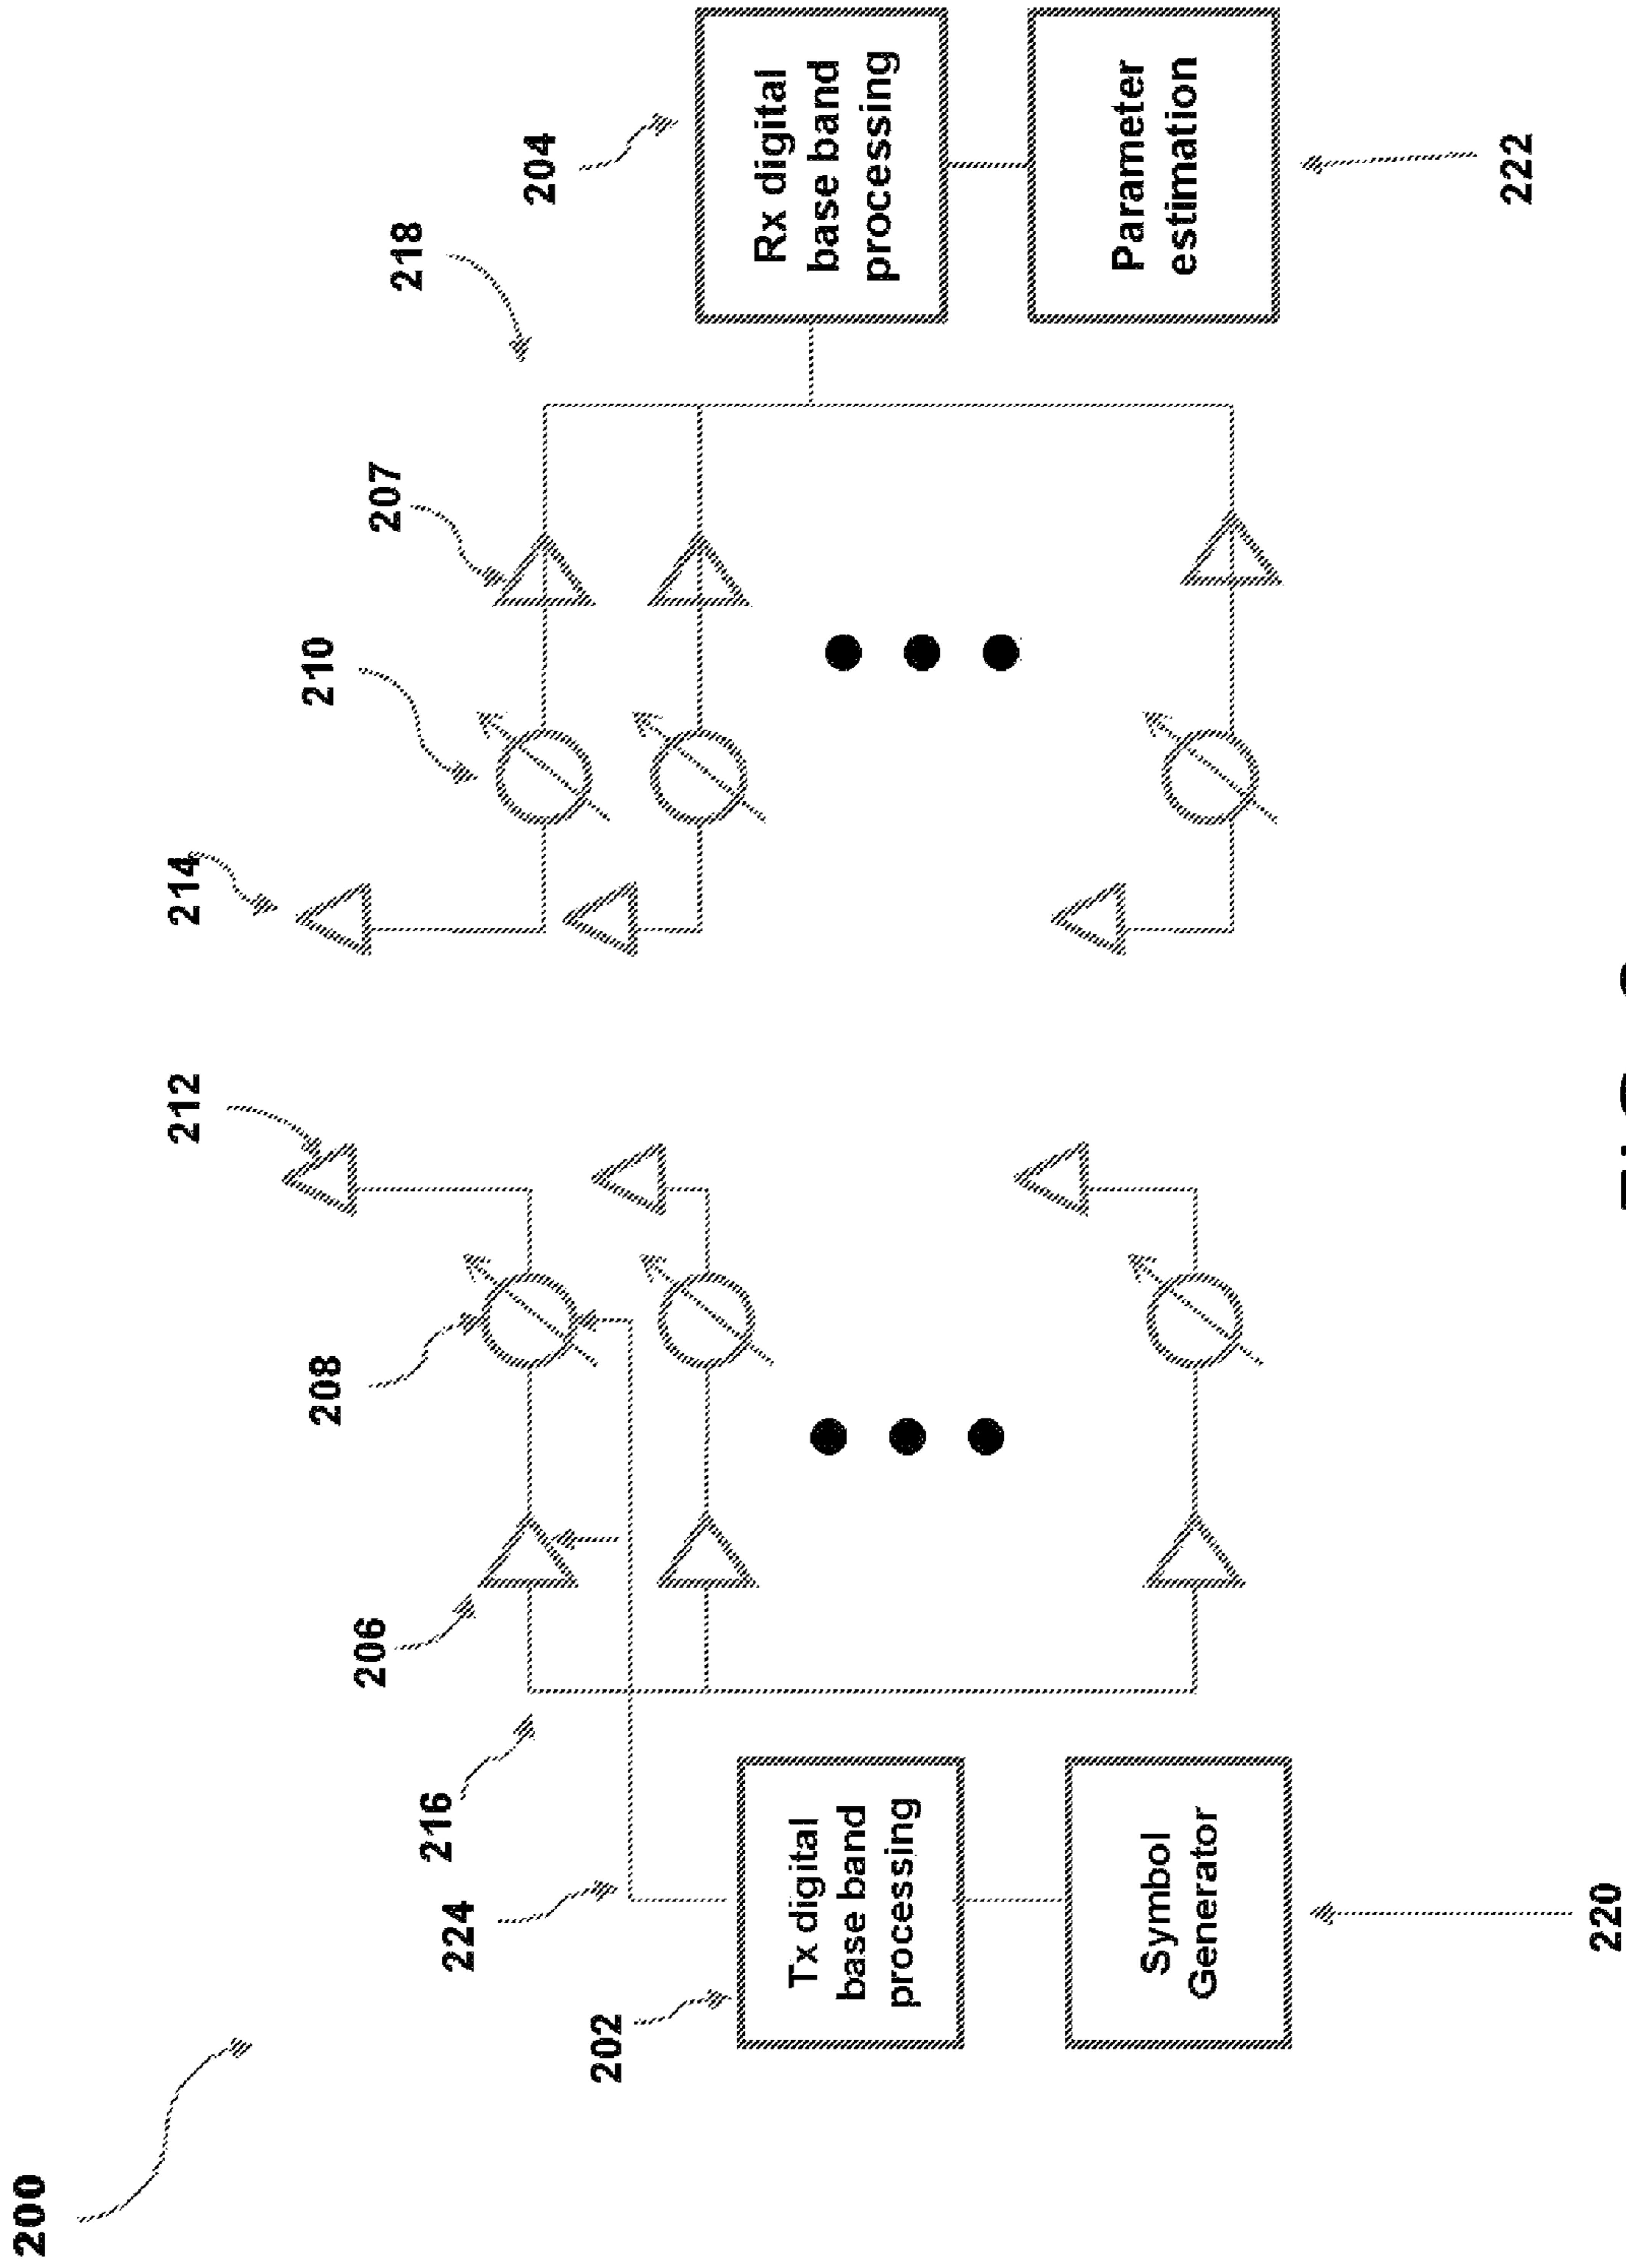 200
212
214
208
210
206
207
218
216
224
204
202
Tx digital
base band
processing
Rx digital
base band
processing
Symbol
Generator
Parameter
estimation
222
220